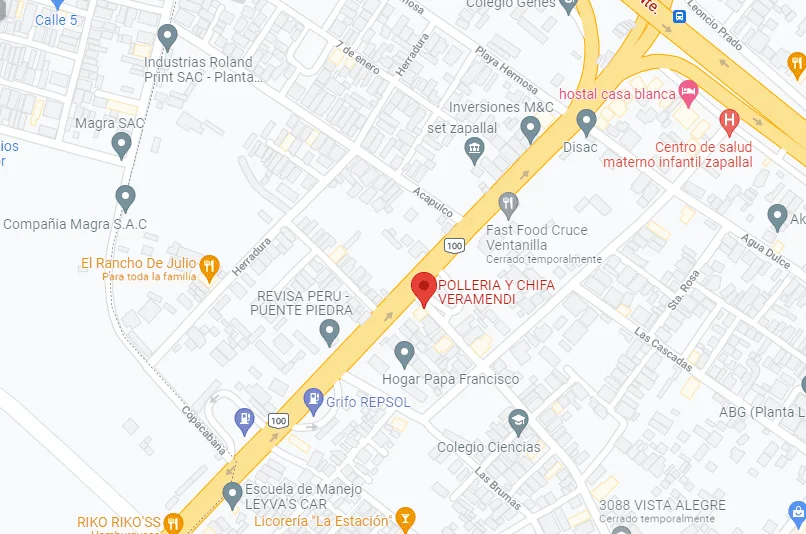 Colegio Genes
nte.
Leoncio Prado
Calle 5
Industrias Roland
Print SAC - Planta...
7 de enero
Herradura
Playa Hermosa
hostal casa blanca
Inversiones M&C
Magra SAC
set zapallal
Disac
Centro de salud
materno infantil zapallal
ios
or
Acapulco
Compañia Magra S.A.C
Fast Food Cruce
Ventanilla
Cerrado temporalmente
Ak
Agua Dulce
100
Herradura
El Rancho De Julio
Para toda la familia
Sta. Rosa
POLLERIA Y CHIFA
VERAMENDI
REVISA PERU -
PUENTE PIEDRA
Las Cascadas
Hogar Papa Francisco
Grifo REPSOL
ABG (Planta L
100
Copacabana
Colegio Ciencias
Las Brumas
Escuela de Manejo
LEYVA'S CAR
3088 VISTA ALEGRE
Cerrado temporalmente
RIKO RIKO'SS
Licorería "La Estación"